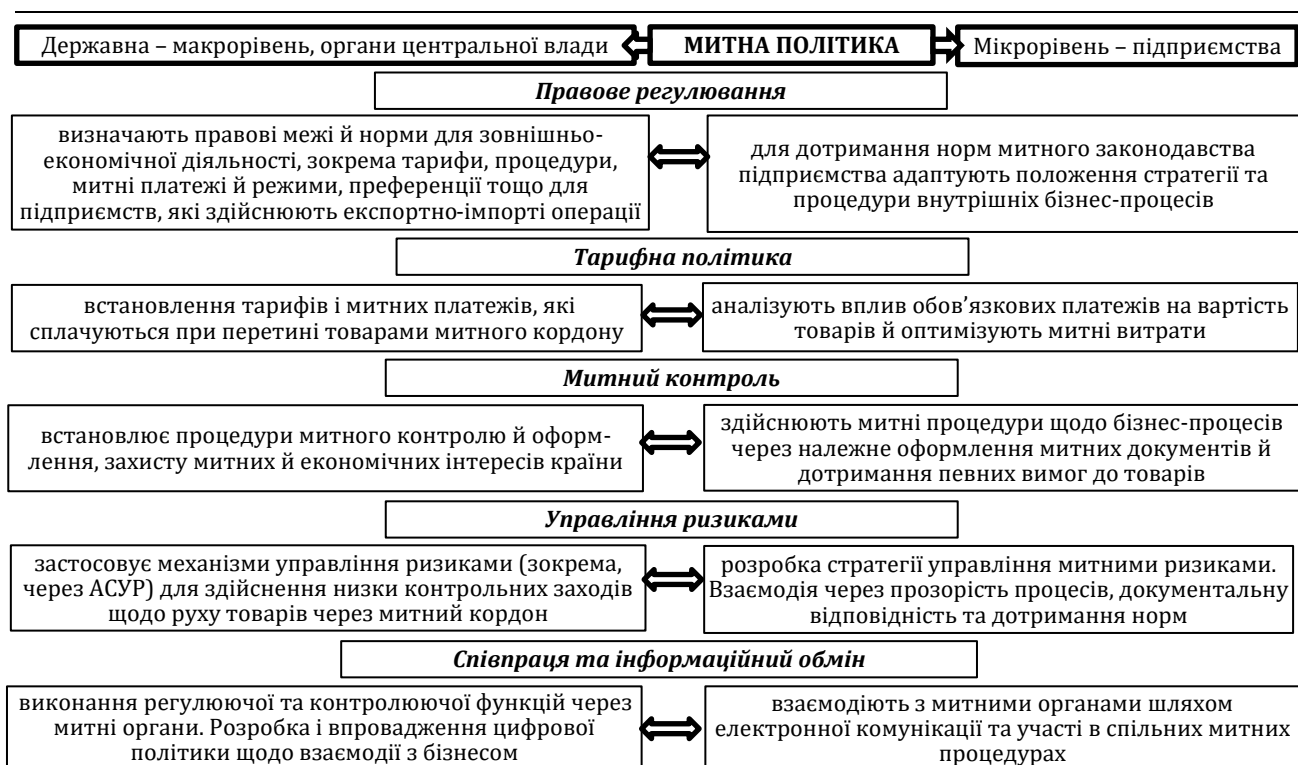 Державна – макрорівень, органи центральної влади
МИТНА ПОЛІТИКА
Мікрорівень – підприємства
Правове регулювання
визначають правові межі й норми для зовнішньо-
економічної діяльності, зокрема тарифи, процедури,
митні платежі й режими, преференції тощо для
підприємств, які здійснюють експортно-імпорті операції
для дотримання норм митного законодавства
підприємства адаптують положення стратегії та
процедури внутрішніх бізнес-процесів
Тарифна політика
встановлення тарифів і митних платежів, які
сплачуються при перетині товарами митного кордону
аналізують вплив обов’язкових платежів на вартість
товарів й оптимізують митні витрати
Митний контроль
встановлює процедури митного контролю й оформ-
лення, захисту митних й економічних інтересів країни
здійснюють митні процедури щодо бізнес-процесів
через належне оформлення митних документів й
дотримання певних вимог до товарів
Управління ризиками
застосовує механізми управління ризиками (зокрема,
через АСУР) для здійснення низки контрольних заходів
щодо руху товарів через митний кордон
розробка стратегії управління митними ризиками.
Взаємодія через прозорість процесів, документальну
відповідність та дотримання норм
Співпраця та інформаційний обмін
виконання регулюючої та контролюючої функцій через
митні органи. Розробка і впровадження цифрової
політики щодо взаємодії з бізнесом
взаємодіють з митними органами шляхом
електронної комунікації та участі в спільних митних
процедурах